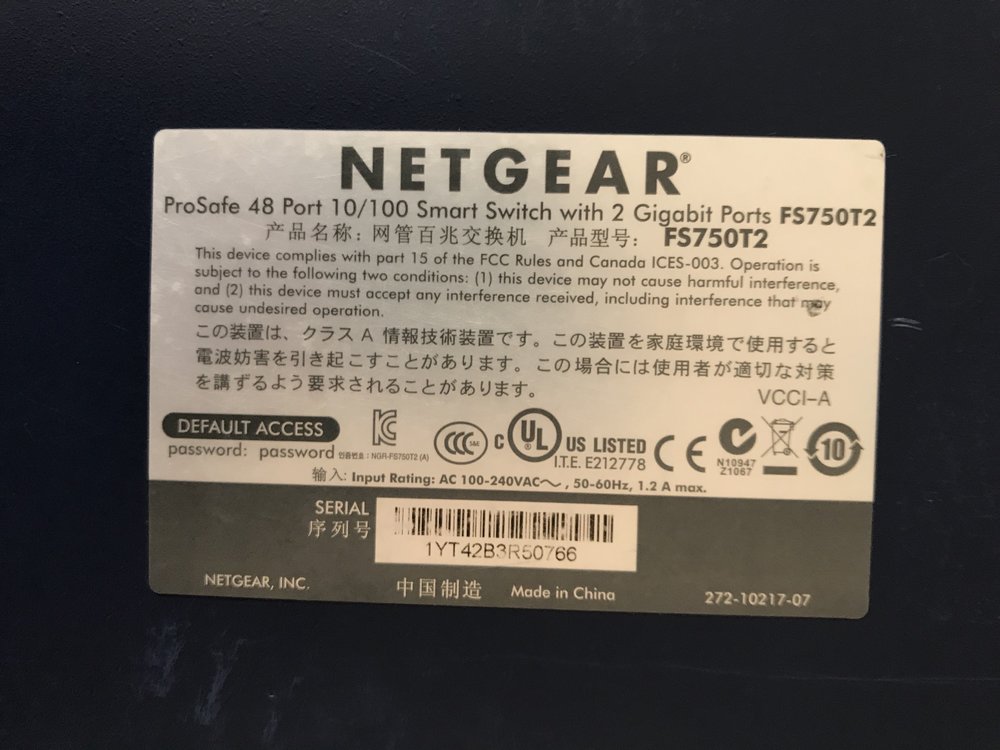 NETGEAR®
ProSafe 48 Port 10/100 Smart Switch with 2 Gigabit Ports FS750T2
产品名称：网管百兆交换机 产品型号： FS750T2
This device complies with part 15 of the FCC Rules and Canada ICES-003. Operation is
subject to the following two conditions: (1) this device may not cause harmful interference,
and (2) this device must accept any interference received, including interference that may
cause undesired operation.
この装置は、クラスA 情報技術装置です。この装置を家庭環境で使用すると
電波妨害を引き起こすことがあります。この場合には使用者が適切な対策
を講ずるよう要求されることがあります。
VCCI-A
DEFAULT ACCESS
password: password
인증번호 : NGR-FS750T2 (A)
CCC S&E
C UL US LISTED
I.T.E. E212778
CE
N10947
Z1067
10
输入: Input Rating: AC 100-240VAC～, 50-60Hz, 1.2 A max.
SERIAL
序列号
1YT42B3R50766
NETGEAR, INC.
中国制造 Made in China
272-10217-07